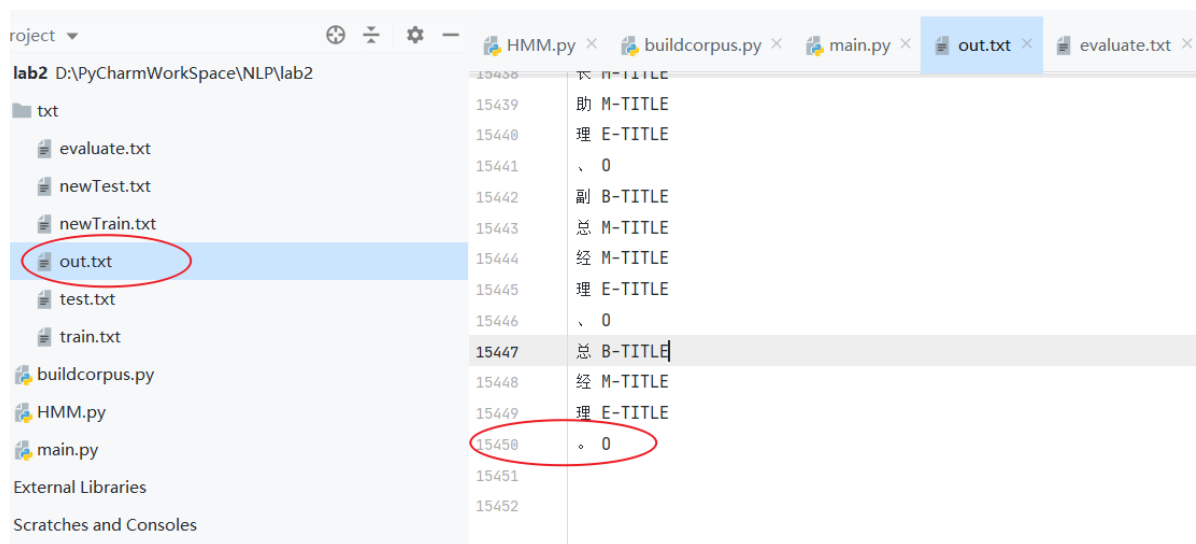 roject
lab2 D:\PyCharmWorkSpace\NLP\lab2
txt
evaluate.txt
newTest.txt
newTrain.txt
out.txt
test.txt
train.txt
buildcorpus.py
HMM.py
main.py
External Libraries
Scratches and Consoles
HMM.py
buildcorpus.py
main.py
out.txt
evaluate.txt
15438 长 M-TITLE
15439 助 M-TITLE
15440 理 E-TITLE
15441 、 O
15442 副 B-TITLE
15443 总 M-TITLE
15444 经 M-TITLE
15445 理 E-TITLE
15446 、 O
15447 总 B-TITLE
15448 经 M-TITLE
15449 理 E-TITLE
15450 。 O
15451
15452